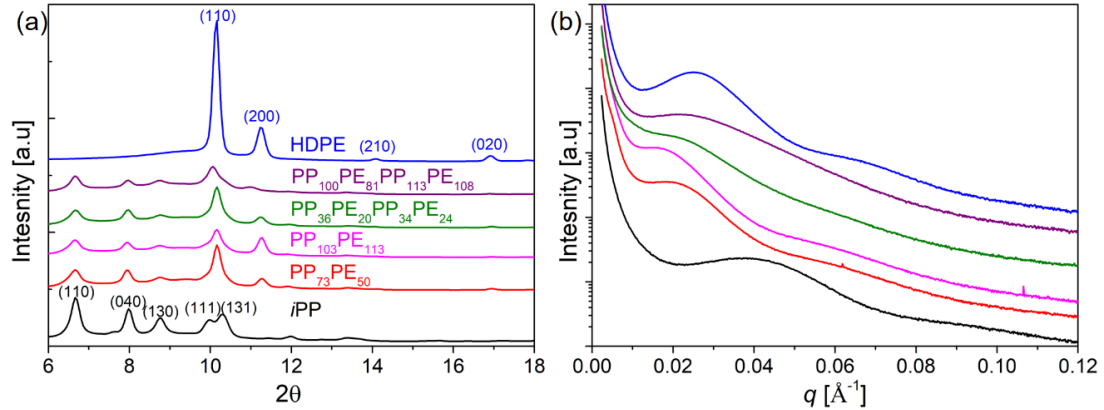 (a)
(110)
(200)
HDPE
(210)
(020)
PP100PE81PP113PE108
PP36PE20PP34PE24
PP103PE113
PP73PE50
(110)
(040)
(130)
(111)
(131)
iPP
6
8
10
12
14
16
18
2θ
Intesnity [a.u]
(b)
Intesnity [a.u]
0.00
0.02
0.04
0.06
0.08
0.10
0.12
q [Å-1]